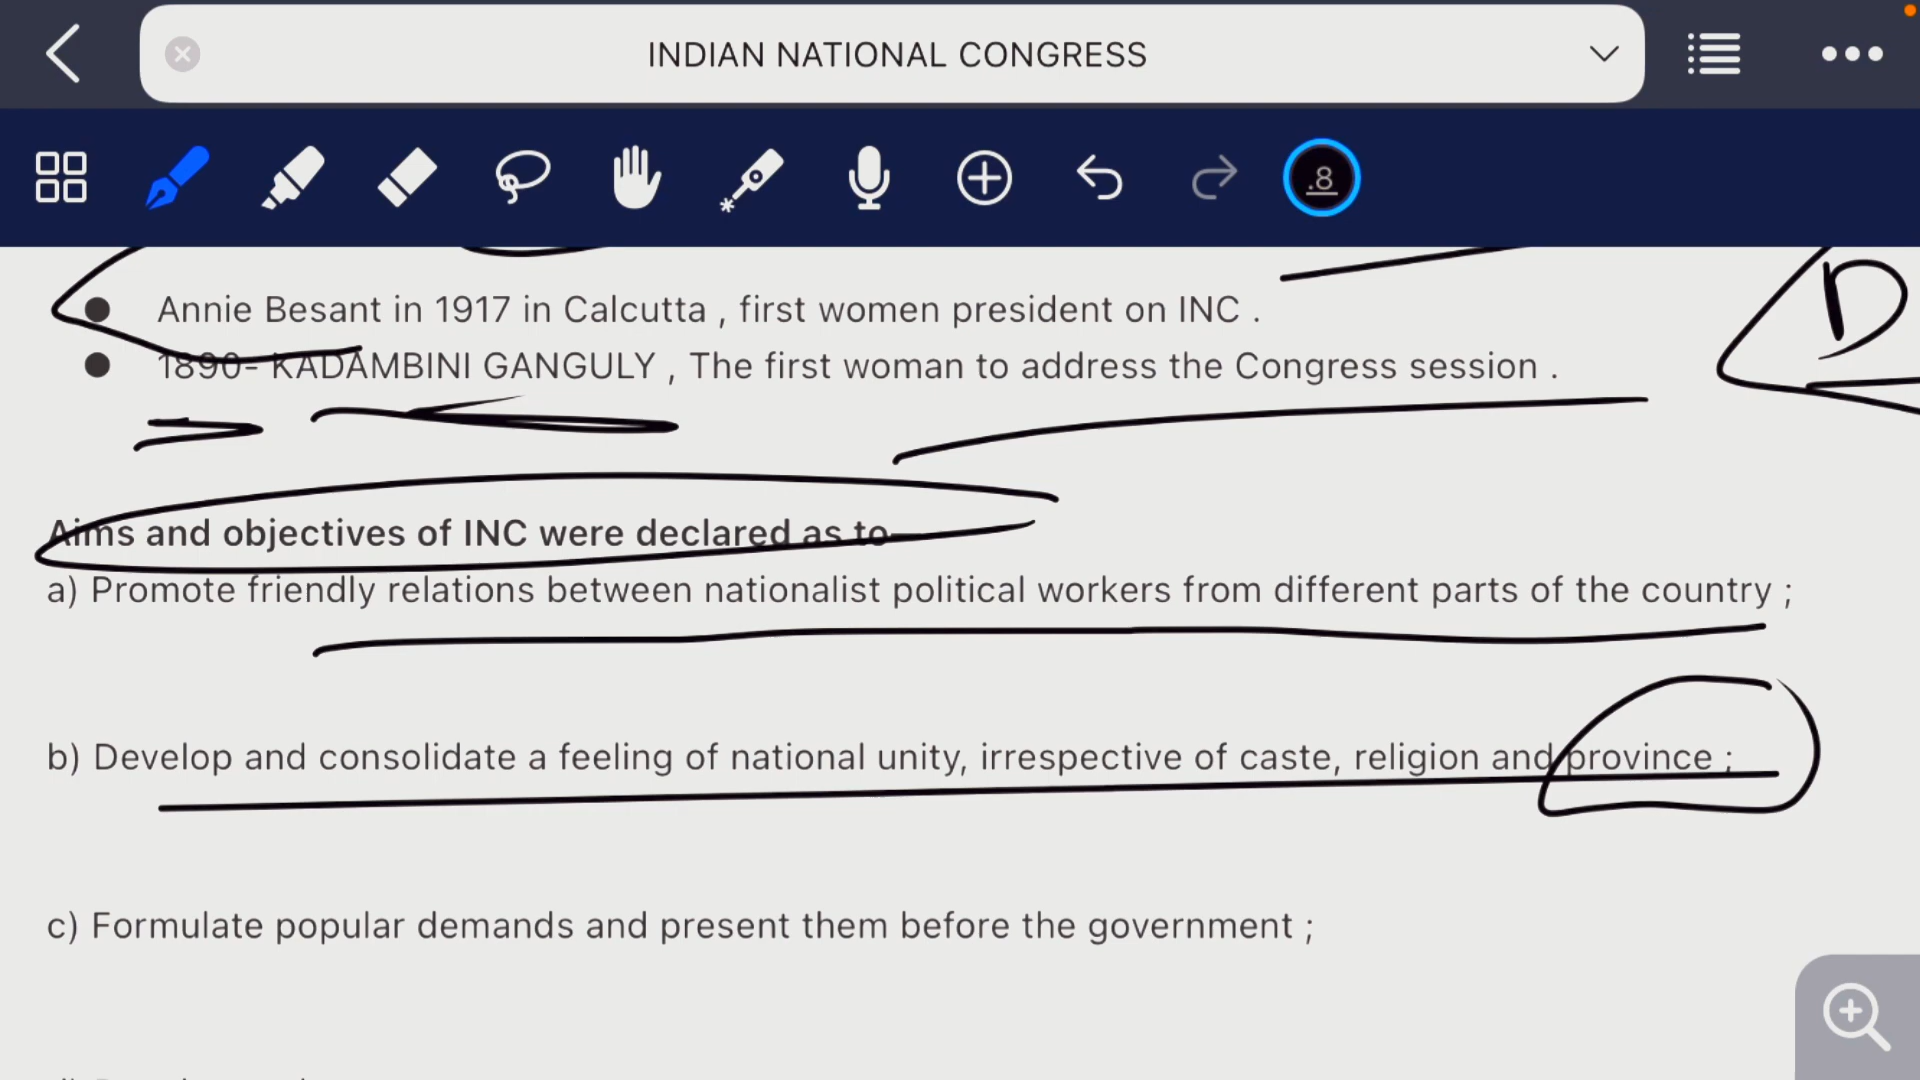 INDIAN NATIONAL CONGRESS
.8
Annie Besant in 1917 in Calcutta , first women president on INC .
D
1890- KADAMBINI GANGULY , The first woman to address the Congress session .
Aims and objectives of INC were declared as to
a) Promote friendly relations between nationalist political workers from different parts of the country ;
b) Develop and consolidate a feeling of national unity, irrespective of caste, religion and province ;
c) Formulate popular demands and present them before the government ;